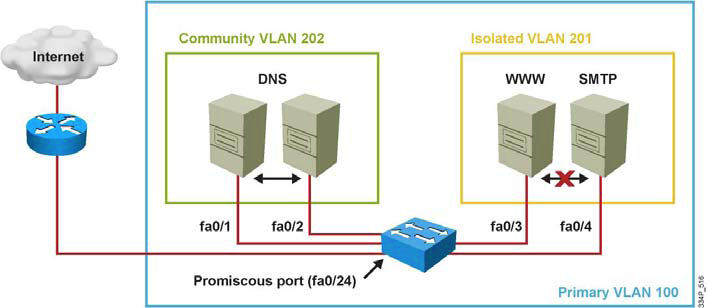 Community VLAN 202
Isolated VLAN 201
Internet
DNS
WWW
SMTP
fa0/1
fa0/2
fa0/3
fa0/4
Promiscous port (fa0/24)
Primary VLAN 100
334P_516